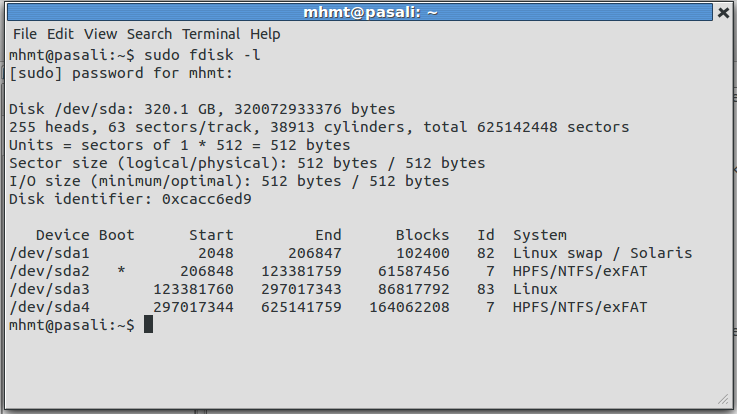 mhmt@pasali: ~
File Edit View Search Terminal Help
mhmt@pasali:~$ sudo fdisk -l
[sudo] password for mhmt:
Disk /dev/sda: 320.1 GB, 320072933376 bytes
255 heads, 63 sectors/track, 38913 cylinders, total 625142448 sectors
Units = sectors of 1 * 512 = 512 bytes
Sector size (logical/physical): 512 bytes / 512 bytes
I/O size (minimum/optimal): 512 bytes / 512 bytes
Disk identifier: 0xcacc6ed9
Device Boot Start End Blocks Id System
/dev/sda1 2048 206847 102400 82 Linux swap / Solaris
/dev/sda2 * 206848 123381759 61587456 7 HPFS/NTFS/exFAT
/dev/sda3 123381760 297017343 86817792 83 Linux
/dev/sda4 297017344 625141759 164062208 7 HPFS/NTFS/exFAT
mhmt@pasali:~$